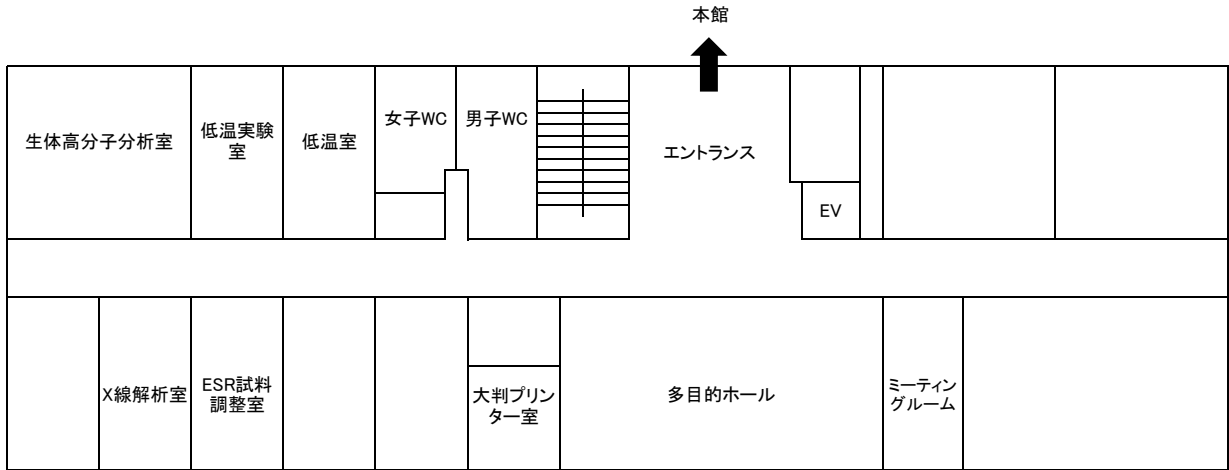 本館
生体高分子分析室
低温実験
室
低温室
女子WC
男子WC
エントランス
EV
X線解析室
ESR試料
調整室
大判プリン
ター室
多目的ホール
ミーティン
グルーム